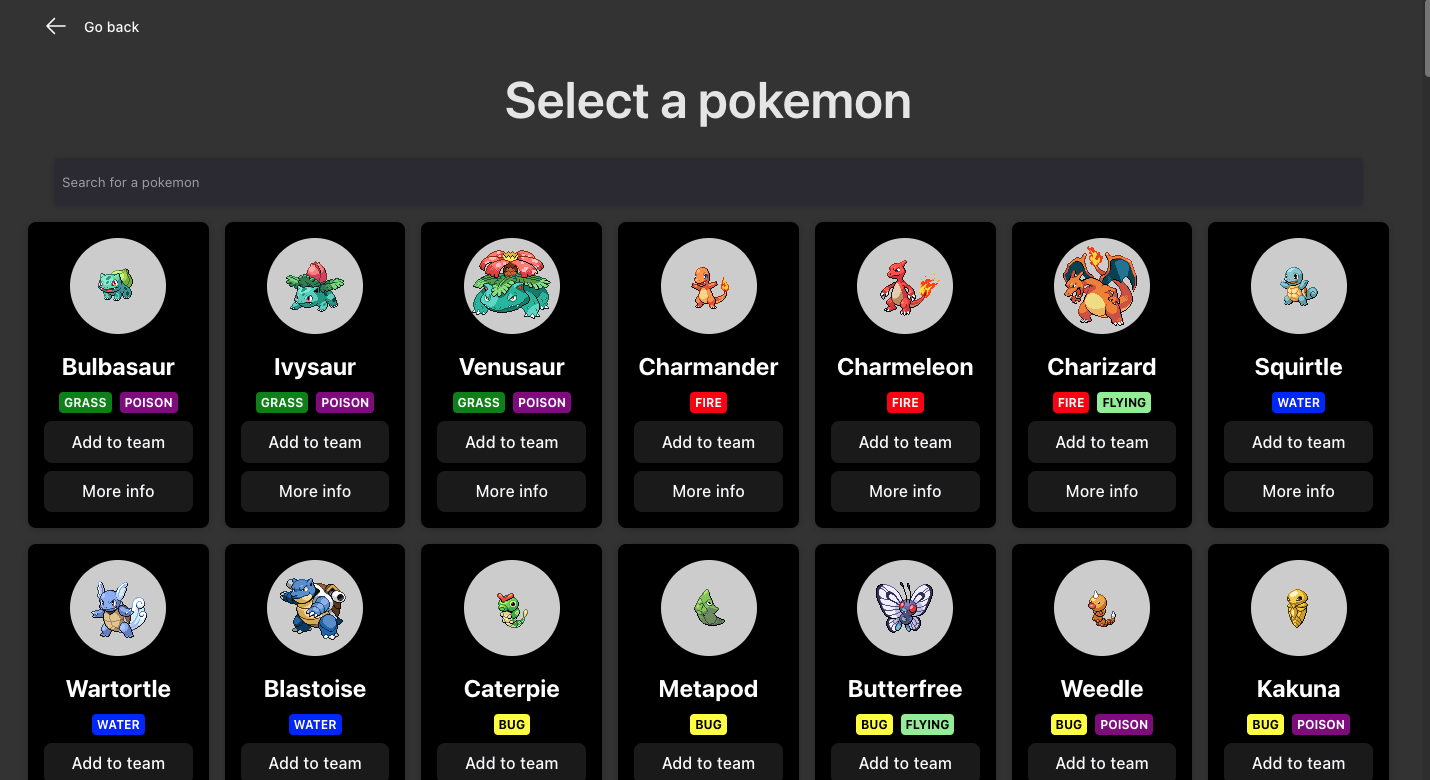 Go back
Select a pokemon
Search for a pokemon
Bulbasaur
GRASS POISON
Add to team
More info
Ivysaur
GRASS POISON
Add to team
More info
Venusaur
GRASS POISON
Add to team
More info
Charmander
FIRE
Add to team
More info
Charmeleon
FIRE
Add to team
More info
Charizard
FIRE FLYING
Add to team
More info
Squirtle
WATER
Add to team
More info
Wartortle
WATER
Add to team
Blastoise
WATER
Add to team
Caterpie
BUG
Add to team
Metapod
BUG
Add to team
Butterfree
BUG FLYING
Add to team
Weedle
BUG POISON
Add to team
Kakuna
BUG POISON
Add to team